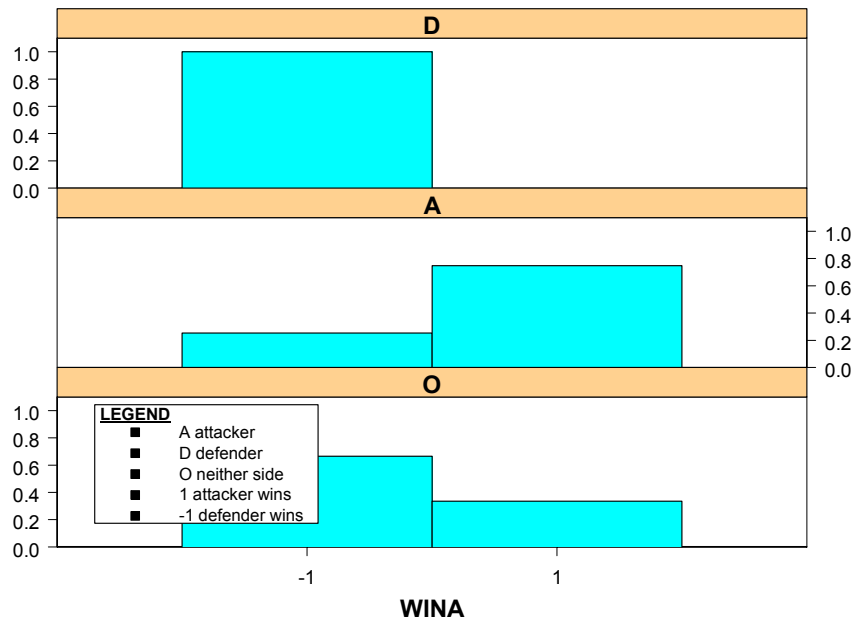 D
1.0
0.8
0.6
0.4
0.2
0.0
A
1.0
0.8
0.6
0.4
0.2
0.0
O
1.0
0.8
0.6
0.4
0.2
0.0
LEGEND
A attacker
D defender
O neither side
1 attacker wins
-1 defender wins
-1 1
WINA